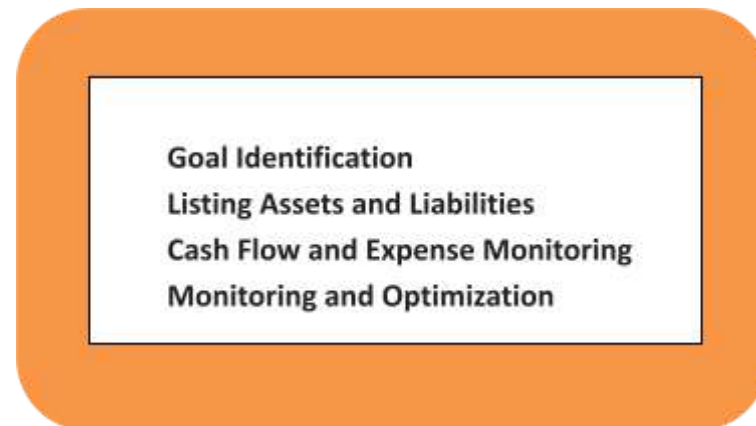 Goal Identification
Listing Assets and Liabilities
Cash Flow and Expense Monitoring
Monitoring and Optimization